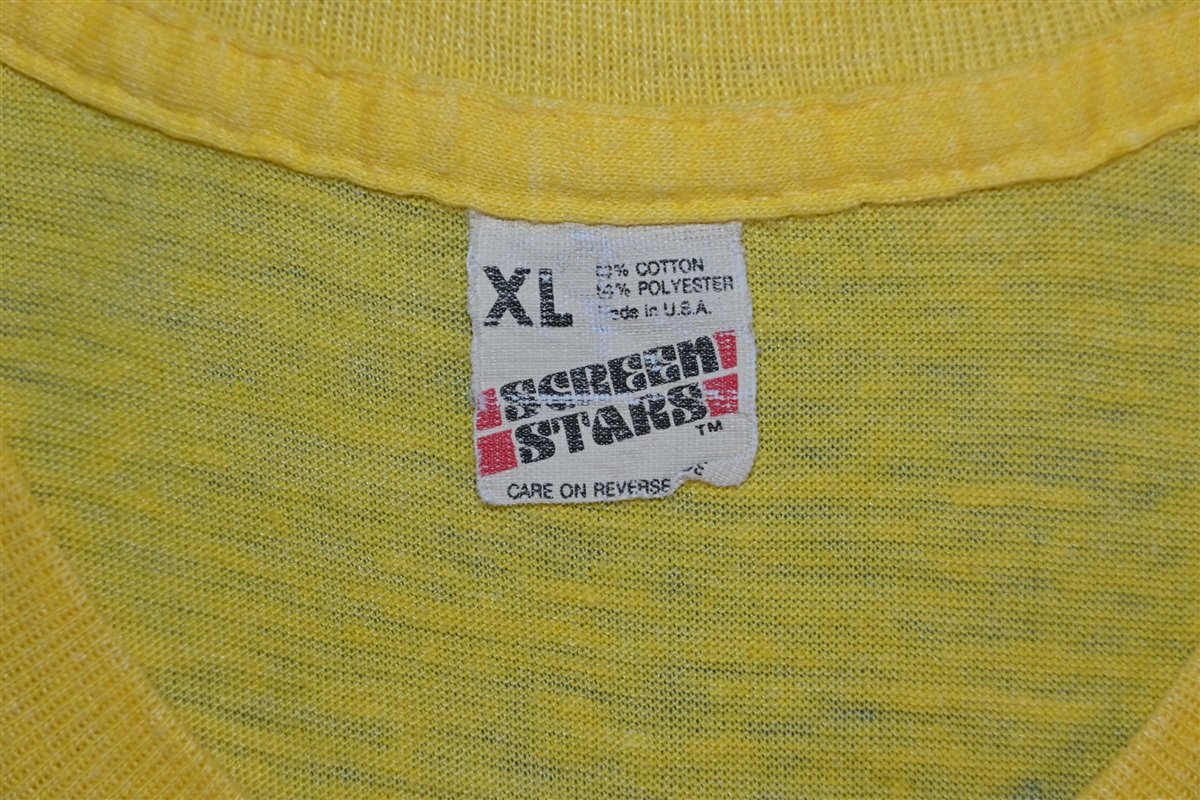 XL
% COTTON
% POLYESTER
Made in U.S.A.
SCREEN
STARS
TM
CARE ON REVERSE